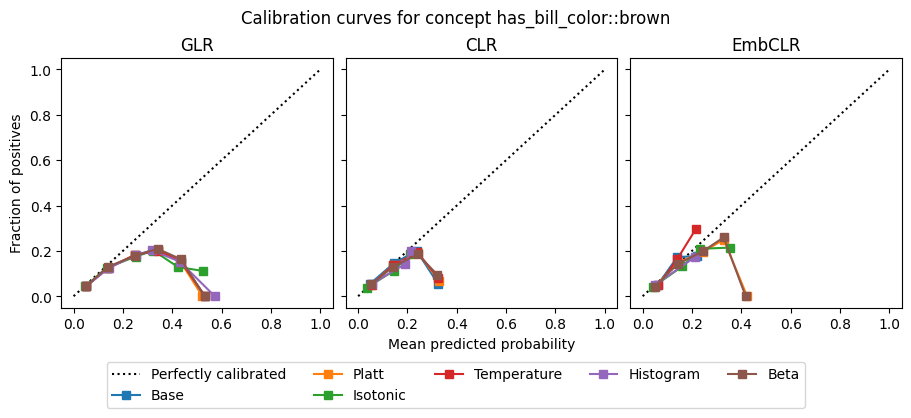 Calibration curves for concept has_bill_color::brown
GLR
CLR
EmbCLR
Fraction of positives
1.0
0.8
0.6
0.4
0.2
0.0
0.0 0.2 0.4 0.6 0.8 1.0
0.0 0.2 0.4 0.6 0.8 1.0
0.0 0.2 0.4 0.6 0.8 1.0
Mean predicted probability
Perfectly calibrated
Base
Platt
Isotonic
Temperature
Histogram
Beta